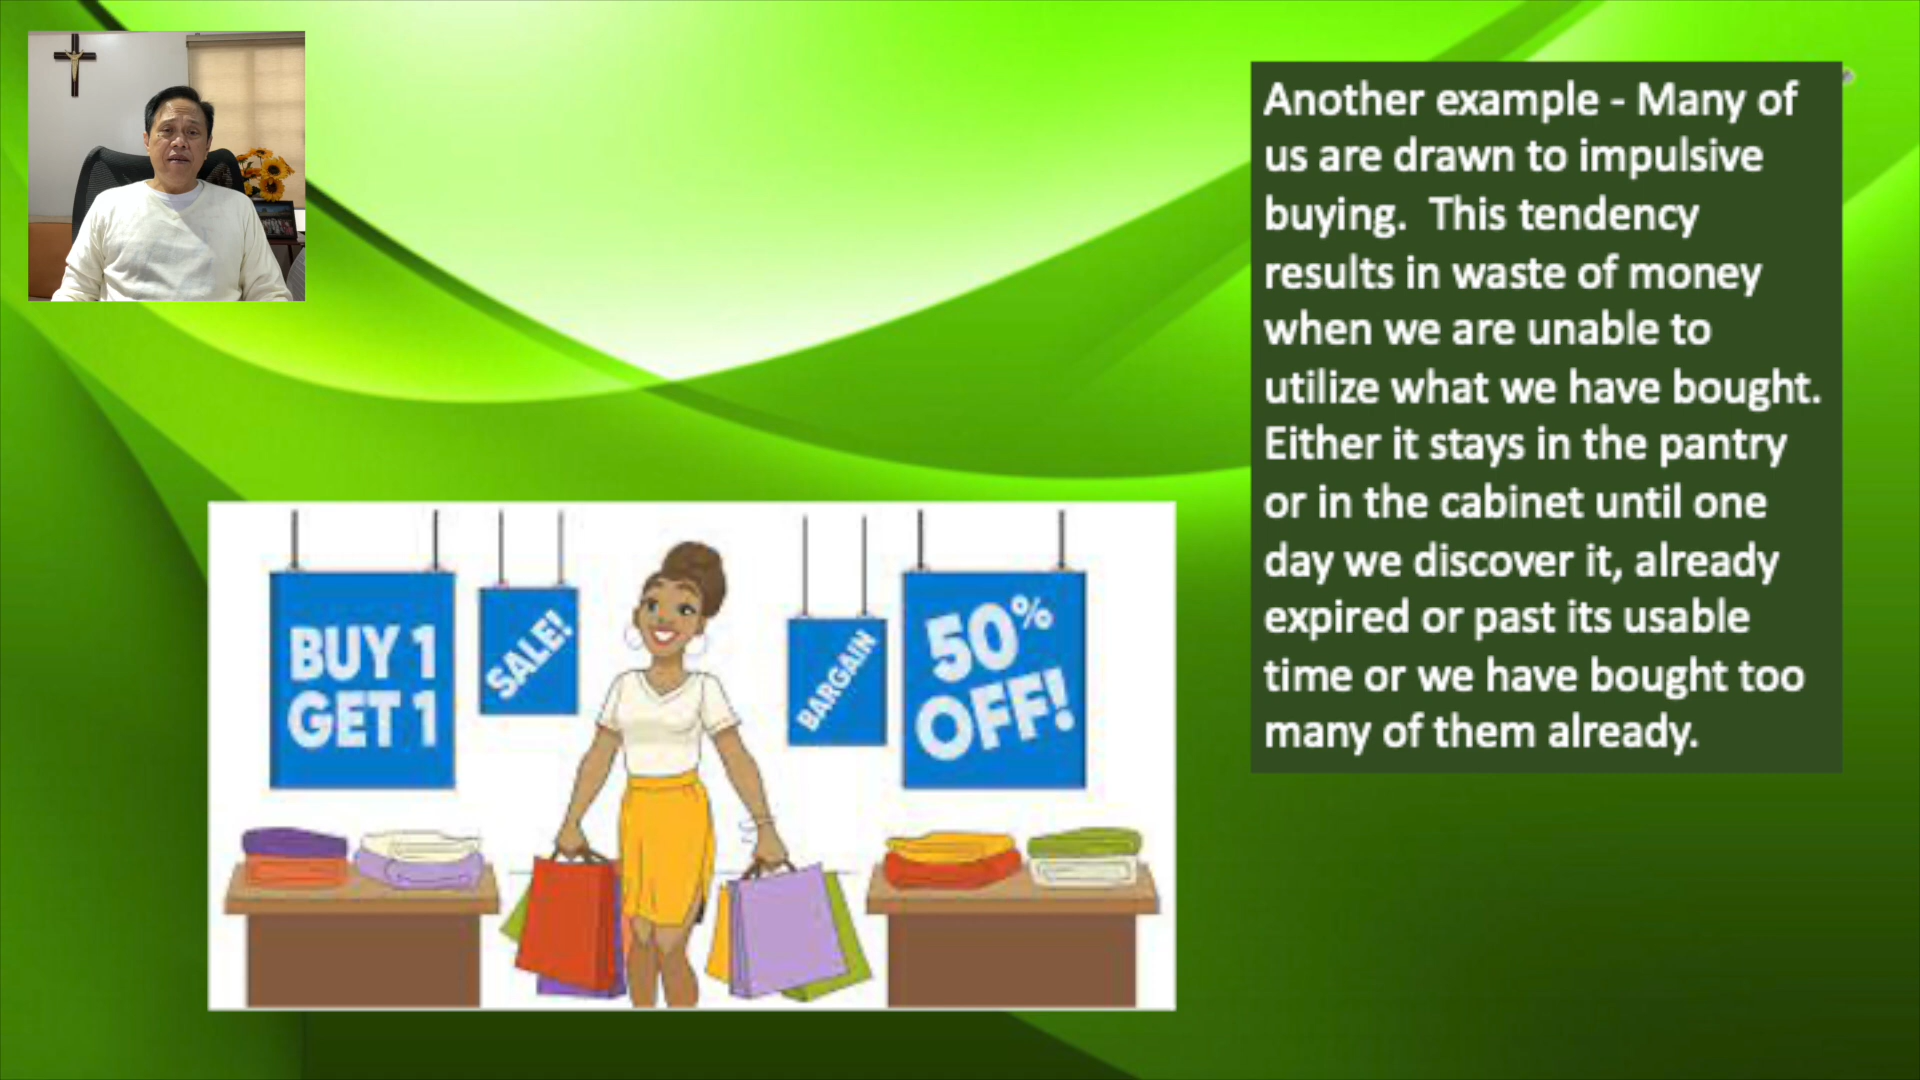 Another example - Many of
us are drawn to impulsive
buying.  This tendency
results in waste of money
when we are unable to
utilize what we have bought.
Either it stays in the pantry
or in the cabinet until one
day we discover it, already
expired or past its usable
time or we have bought too
many of them already.
BUY 1
GET 1
SALE!
BARGAIN
50%
OFF!